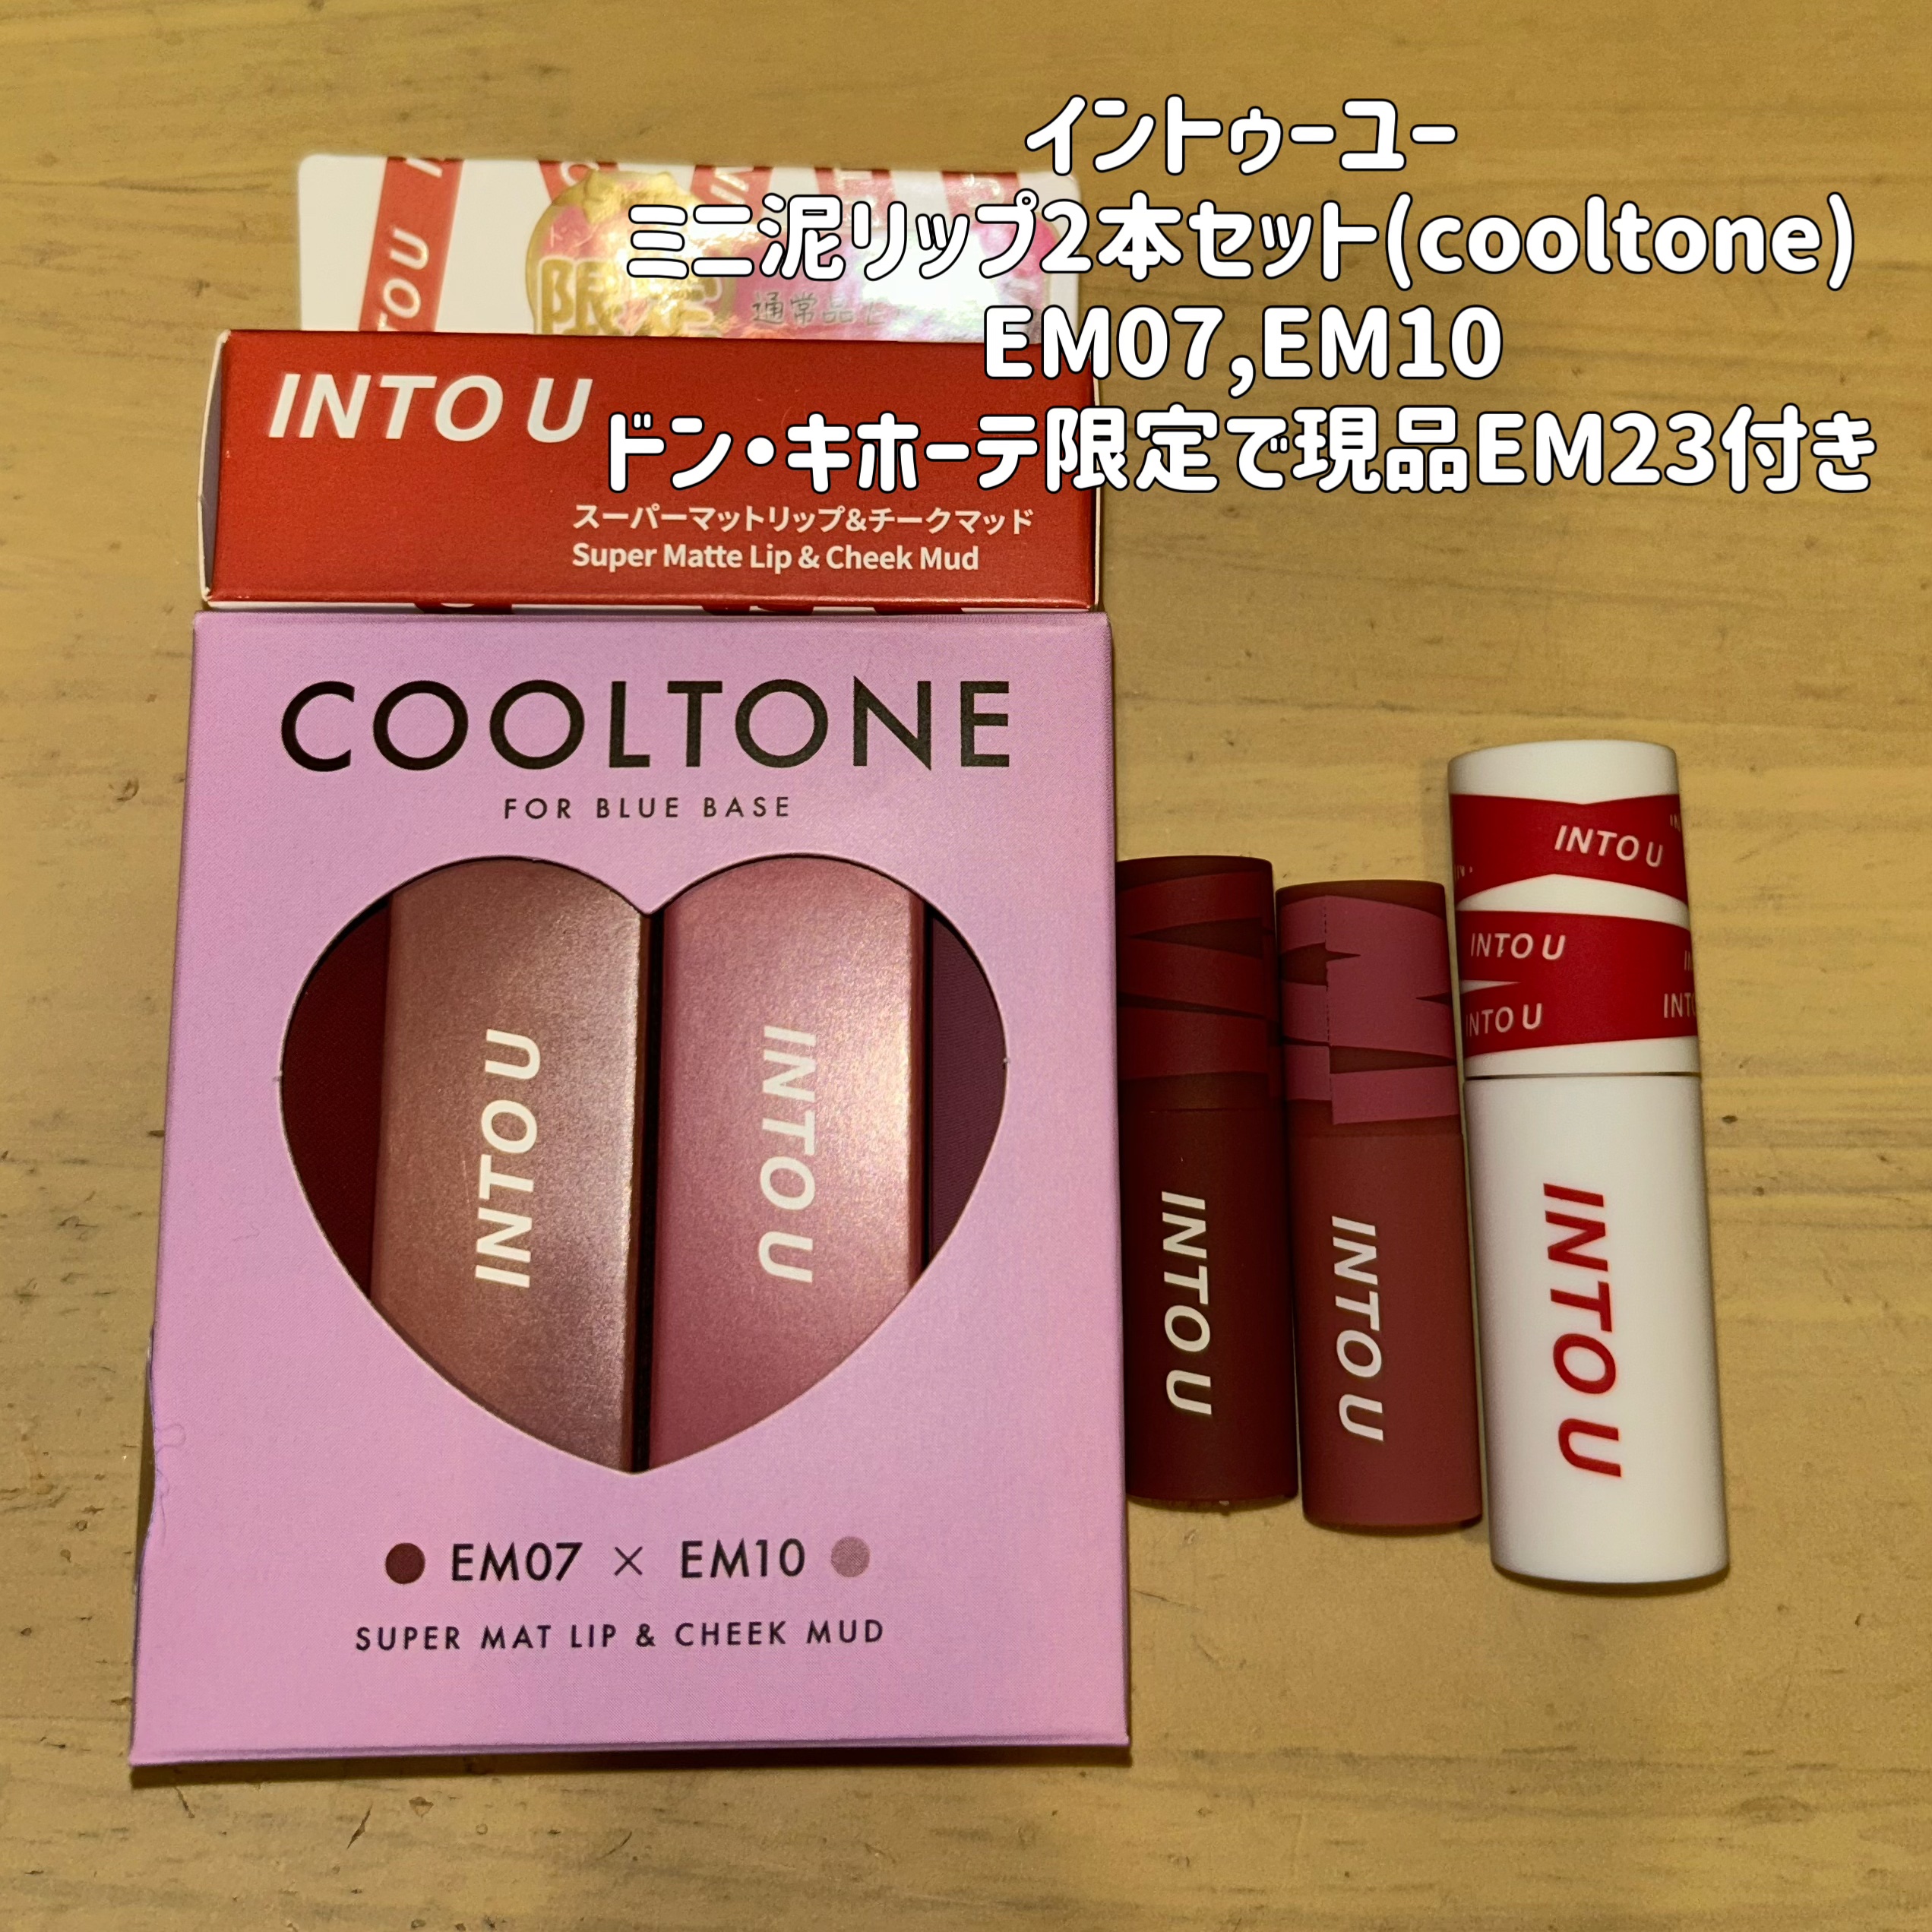 イントゥーユー
ミニ泥リップ2本セット(cooltone)
EM07,EM10
ドン・キホーテ限定で現品EM23付き
INTO U
限定
通常品
INTO U
スーパーマットリップ&チークマッド
Super Matte Lip & Cheek Mud
COOLTONE
FOR BLUE BASE
INTO U
INTO U
EM07 × EM10
SUPER MAT LIP & CHEEK MUD
INTO U
INTO U
INTO U
INTO U
INTO U
INTO U